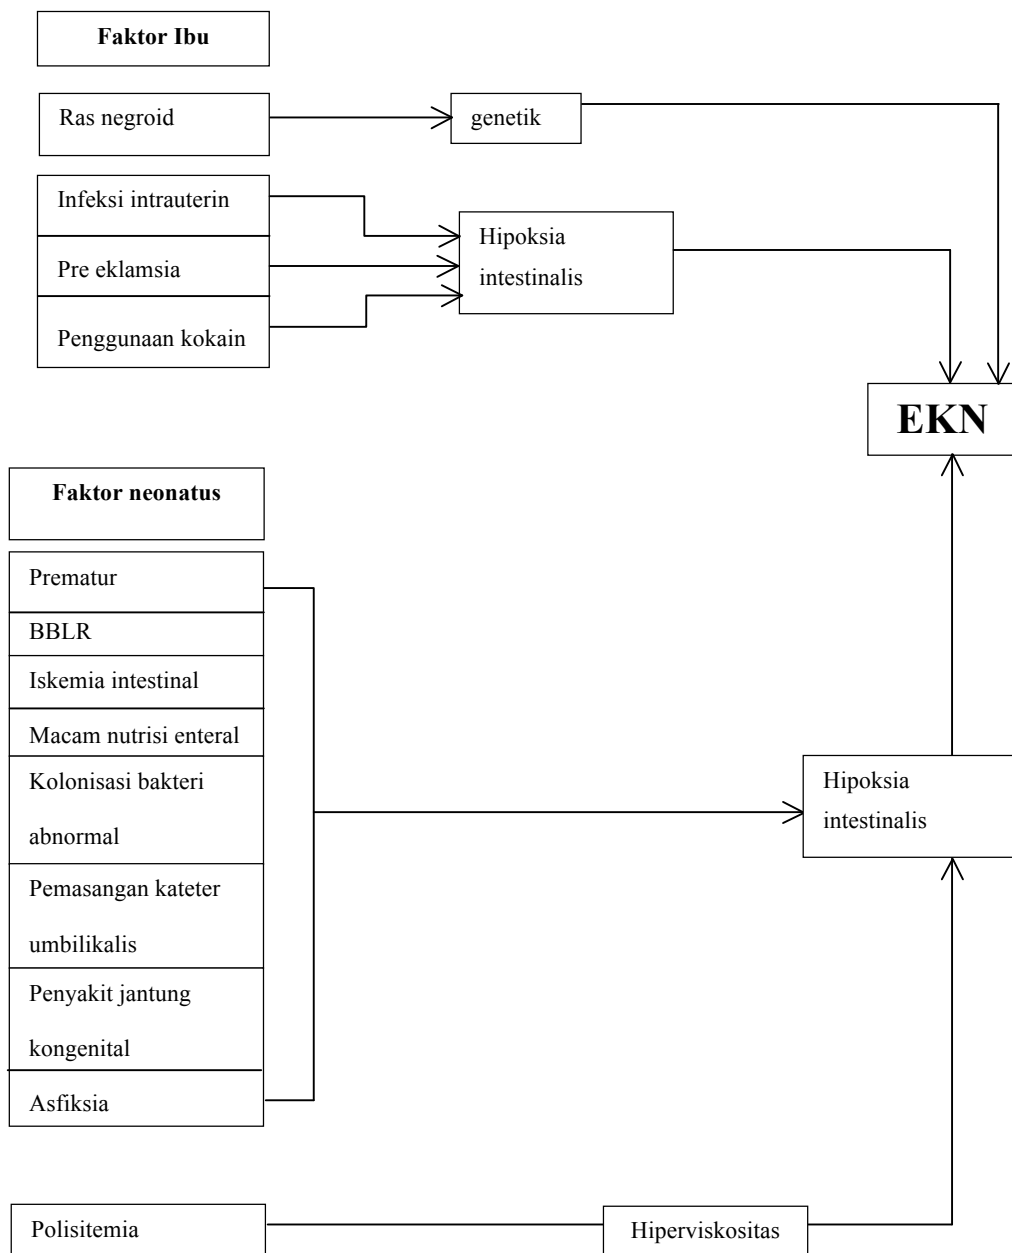 Faktor Ibu
Ras negroid
genetik
Infeksi intrauterin
Pre eklamsia
Penggunaan kokain
Hipoksia
intestinalis
EKN
Faktor neonatus
Prematur
BBLR
Iskemia intestinal
Macam nutrisi enteral
Kolonisasi bakteri
abnormal
Pemasangan kateter
umbilikalis
Penyakit jantung
kongenital
Asfiksia
Hipoksia
intestinalis
Polisitemia
Hiperviskositas